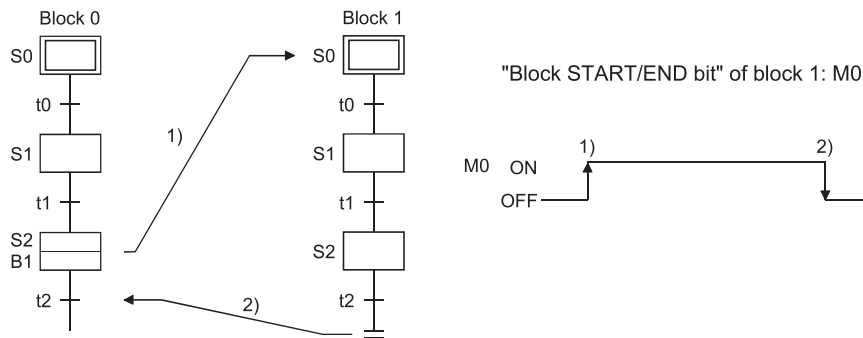 Block 0
S0
t0
S1
t1
S2
B1
t2
1)
2)
Block 1
S0
t0
S1
t1
S2
t2
"Block START/END bit" of block 1: M0
1)
2)
M0 ON
OFF